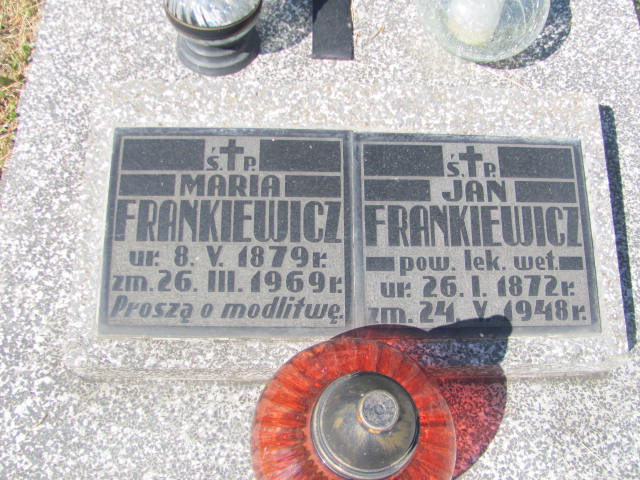 Ś. P.
MARIA
FRANKIEWICZ
ur. 8. V. 1879 r.
zm. 26. III. 1969 r.
Proszą o modlitwę.
Ś. P.
JAN
FRANKIEWICZ
pow. lek. wet.
ur. 26. I. 1872 r.
zm. 24. V. 1948 r.